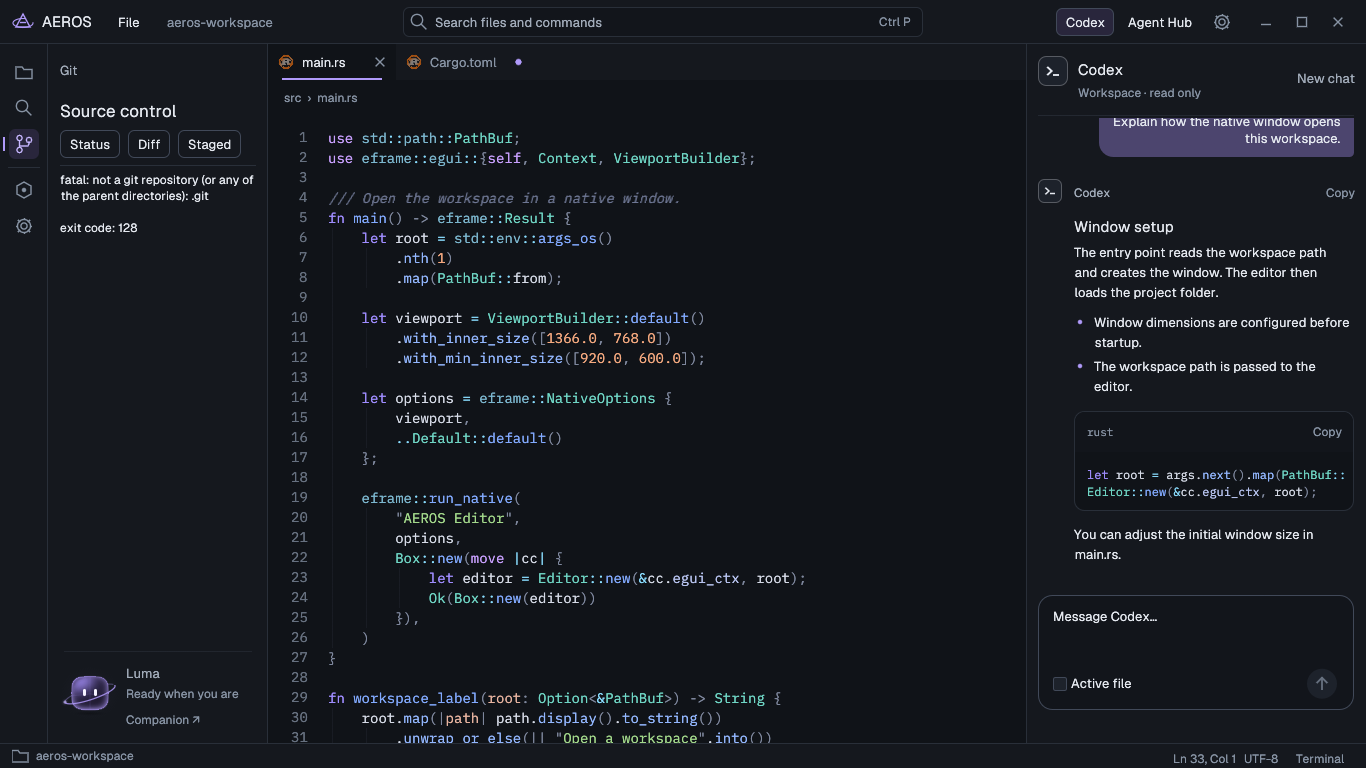 AEROS File aeros-workspace Search files and commands Ctrl P Codex Agent Hub
Git
Source control
Status Diff Staged
fatal: not a git repository (or any of
the parent directories): .git
exit code: 128
Luma
Ready when you are
Companion ↗
main.rs Cargo.toml
src › main.rs
1 use std::path::PathBuf;
2 use eframe::egui::{self, Context, ViewportBuilder};
3
4 /// Open the workspace in a native window.
5 fn main() -> eframe::Result {
6     let root = std::env::args_os()
7         .nth(1)
8         .map(PathBuf::from);
9
10     let viewport = ViewportBuilder::default()
11         .with_inner_size([1366.0, 768.0])
12         .with_min_inner_size([920.0, 600.0]);
13
14     let options = eframe::NativeOptions {
15         viewport,
16         ..Default::default()
17     };
18
19     eframe::run_native(
20         "AEROS Editor",
21         options,
22         Box::new(move |cc| {
23             let editor = Editor::new(&cc.egui_ctx, root);
24             Ok(Box::new(editor))
25         }),
26     )
27 }
28
29 fn workspace_label(root: Option<&PathBuf>) -> String {
30     root.map(|path| path.display().to_string())
31         .unwrap_or_else(|| "Open a workspace".into())
Codex
Workspace · read only
New chat
Explain how the native window opens
this workspace.
Codex Copy
Window setup
The entry point reads the workspace path
and creates the window. The editor then
loads the project folder.
• Window dimensions are configured before
startup.
• The workspace path is passed to the
editor.
rust Copy
let root = args.next().map(PathBuf::
Editor::new(&cc.egui_ctx, root);
You can adjust the initial window size in
main.rs.
Message Codex…
Active file
aeros-workspace Ln 33, Col 1 UTF-8 Terminal